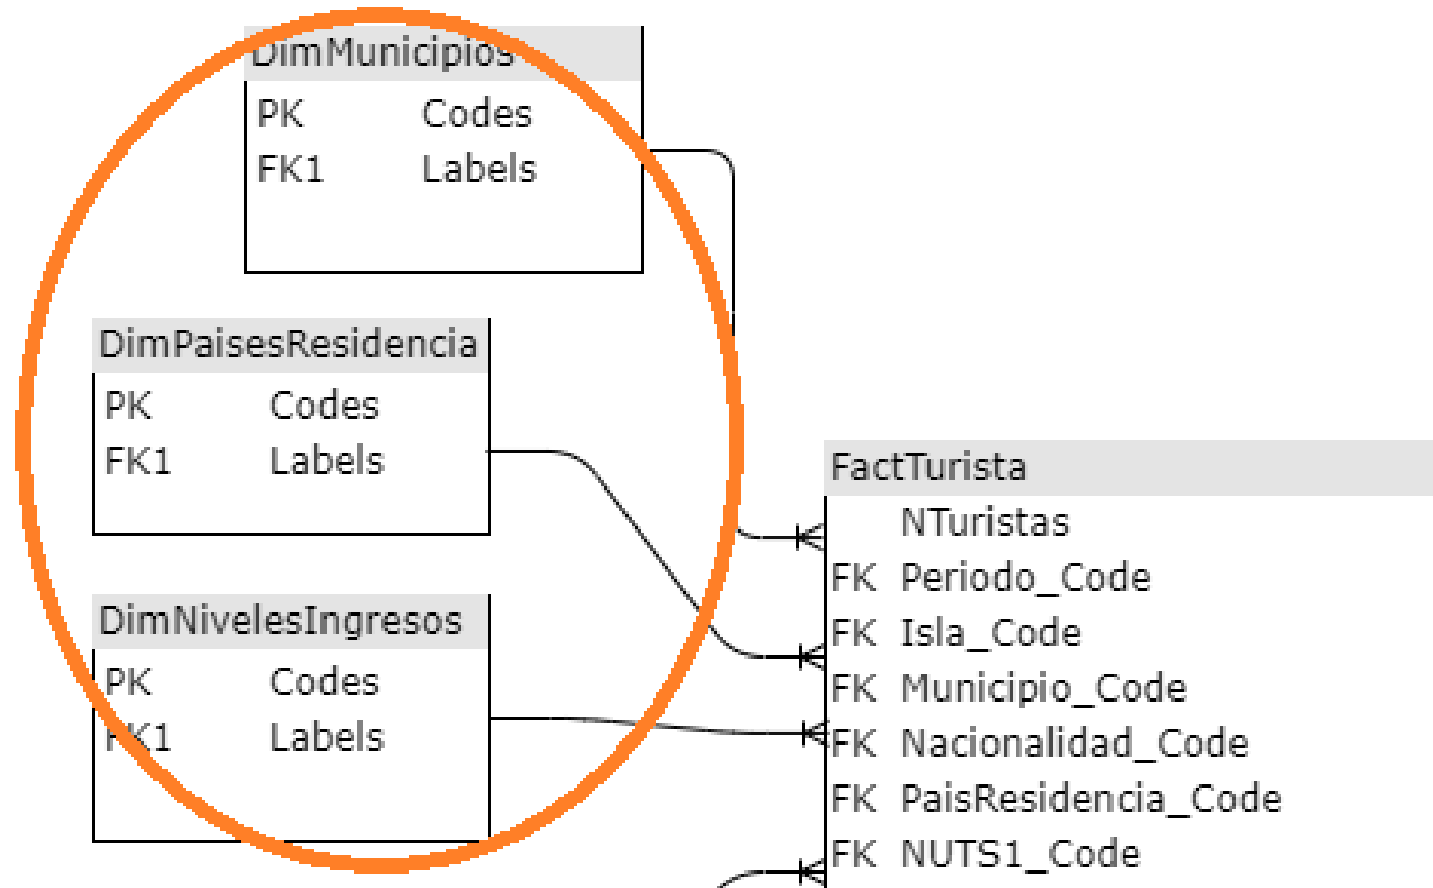 DimMunicipios
PK Codes
FK1 Labels
DimPaisesResidencia
PK Codes
FK1 Labels
DimNivelesIngresos
PK Codes
FK1 Labels
FactTurista
NTuristas
FK Periodo_Code
FK Isla_Code
FK Municipio_Code
FK Nacionalidad_Code
FK PaisResidencia_Code
FK NUTS1_Code